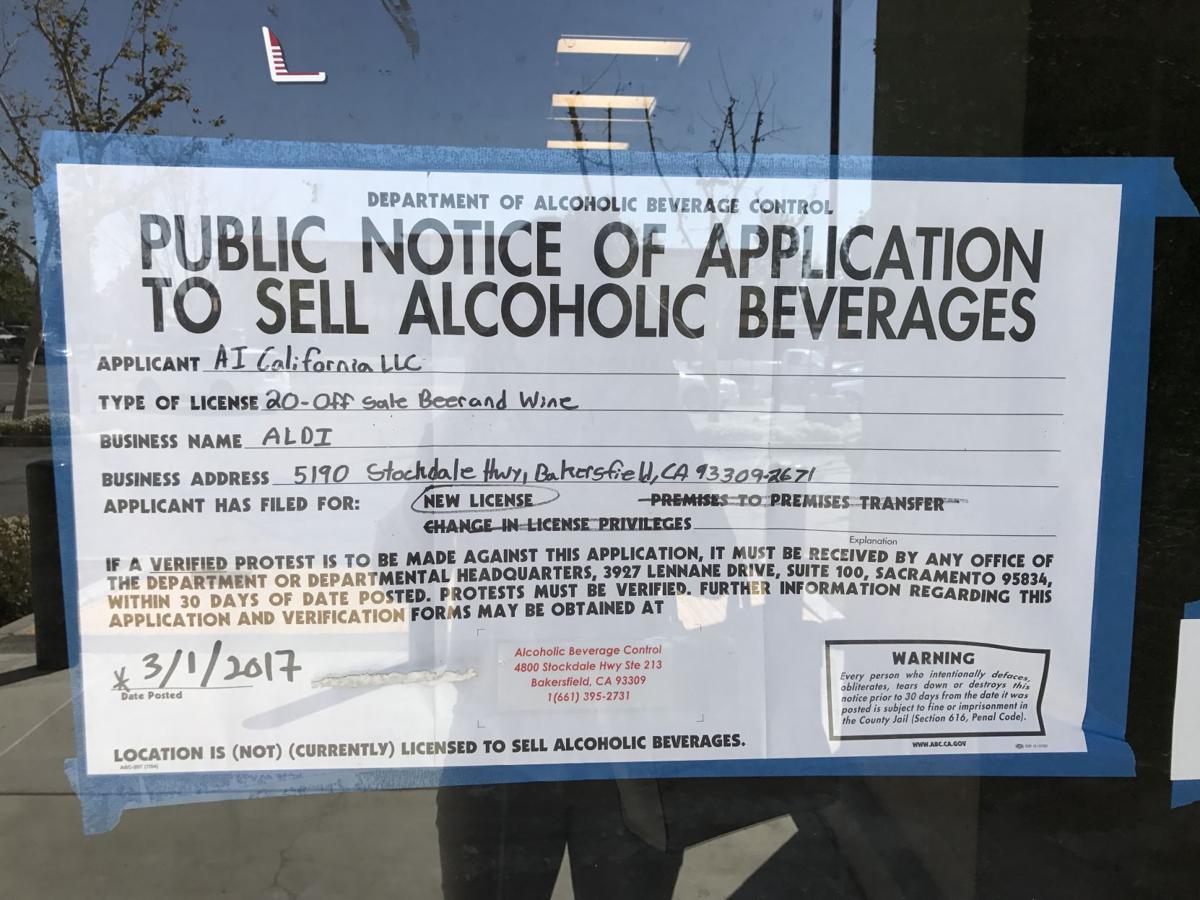 DEPARTMENT OF ALCOHOLIC BEVERAGE CONTROL
PUBLIC NOTICE OF APPLICATION
TO SELL ALCOHOLIC BEVERAGES
APPLICANT AI California LLC
TYPE OF LICENSE 20-Off Sale Beer and Wine
BUSINESS NAME ALDI
BUSINESS ADDRESS 5190 Stockdale Hwy, Bakersfield, CA 93309-2671
APPLICANT HAS FILED FOR: NEW LICENSE PREMISES TO PREMISES TRANSFER
CHANGE IN LICENSE PRIVILEGES
Explanation
IF A VERIFIED PROTEST IS TO BE MADE AGAINST THIS APPLICATION, IT MUST BE RECEIVED BY ANY OFFICE OF
THE DEPARTMENT OR DEPARTMENTAL HEADQUARTERS, 3927 LENNANE DRIVE, SUITE 100, SACRAMENTO 95834,
WITHIN 30 DAYS OF DATE POSTED. PROTESTS MUST BE VERIFIED. FURTHER INFORMATION REGARDING THIS
APPLICATION AND VERIFICATION FORMS MAY BE OBTAINED AT
* 3/1/2017
Date Posted
Alcoholic Beverage Control
4800 Stockdale Hwy Ste 213
Bakersfield, CA 93309
1(661) 395-2731
WARNING
Every person who intentionally defaces,
obliterates, tears down or destroys this
notice prior to 30 days from the date it was
posted is subject to fine or imprisonment in
the County Jail (Section 616, Penal Code).
WWW.ABC.CA.GOV
LOCATION IS (NOT) (CURRENTLY) LICENSED TO SELL ALCOHOLIC BEVERAGES.